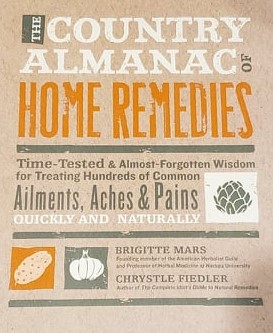 THE COUNTRY
ALMANAC OF
HOME REMEDIES
Time-Tested & Almost-Forgotten Wisdom
for Treating Hundreds of Common
Ailments, Aches & Pains
QUICKLY AND NATURALLY
BRIGITTE MARS
Founding member of the American Herbalist Guild
and Professor of Herbal Medicine at Naropa University
CHRYSTLE FIEDLER
Author of The Complete Idiot's Guide to Natural Remedies